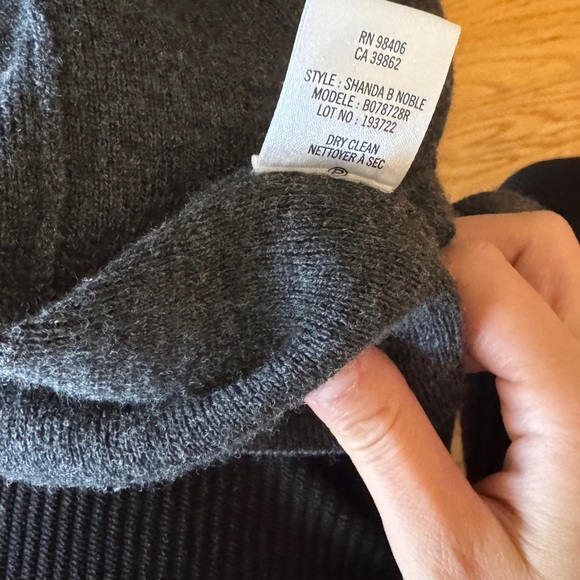 RN 98406
CA 39862
STYLE : SHANDA B NOBLE
MODELE : B078728R
LOT NO : 193722
DRY CLEAN
NETTOYER À SEC
P